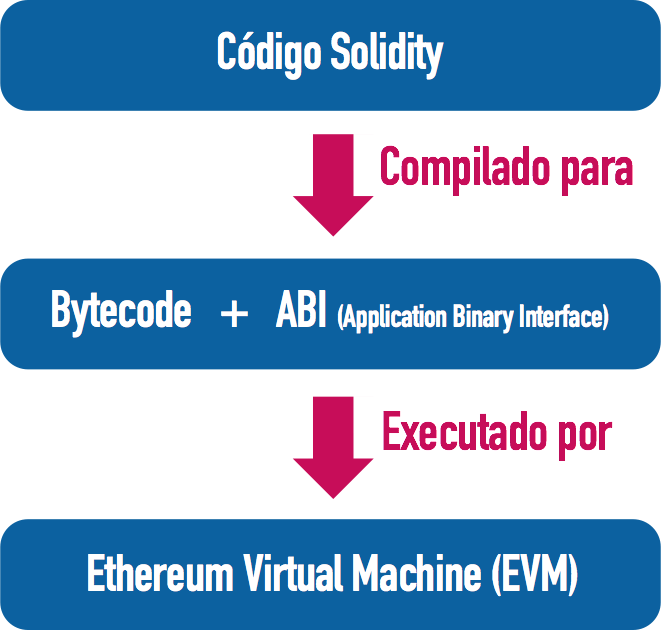 Código Solidity
Compilado para
Bytecode + ABI (Application Binary Interface)
Executado por
Ethereum Virtual Machine (EVM)